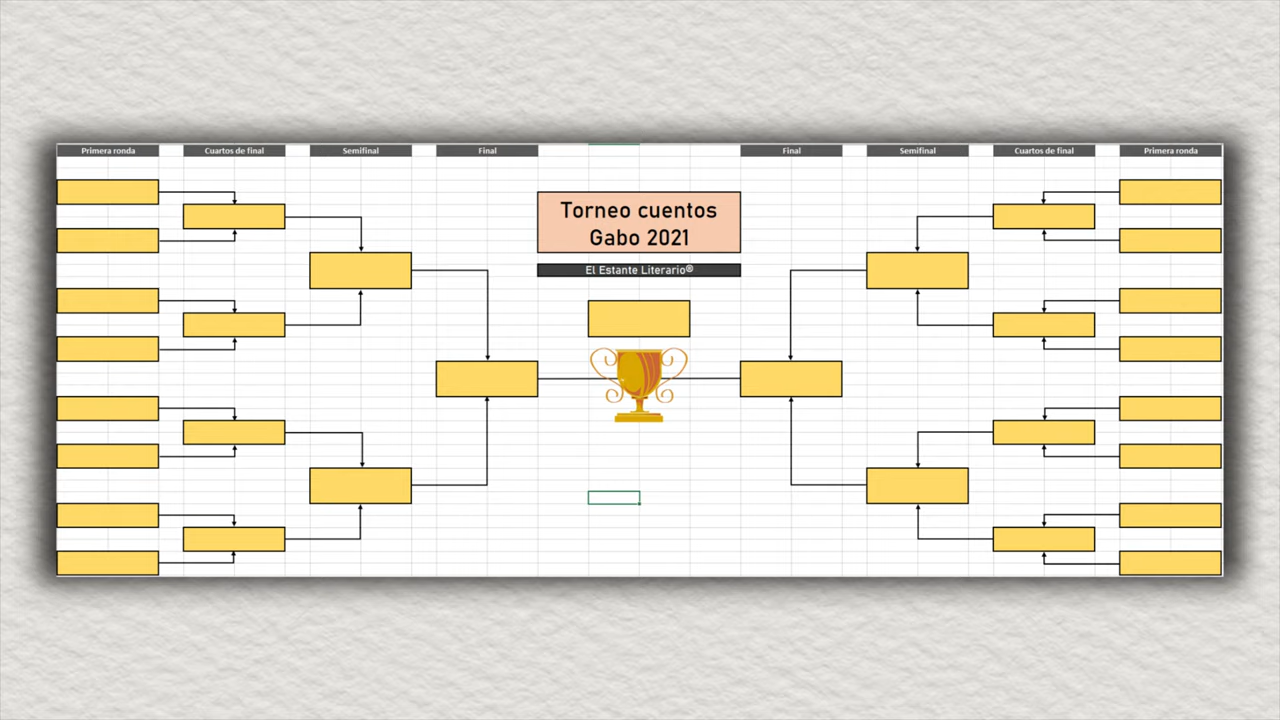 Primera ronda
Cuartos de final
Semifinal
Final
Final
Semifinal
Cuartos de final
Primera ronda
Torneo cuentos
Gabo 2021
El Estante Literario®